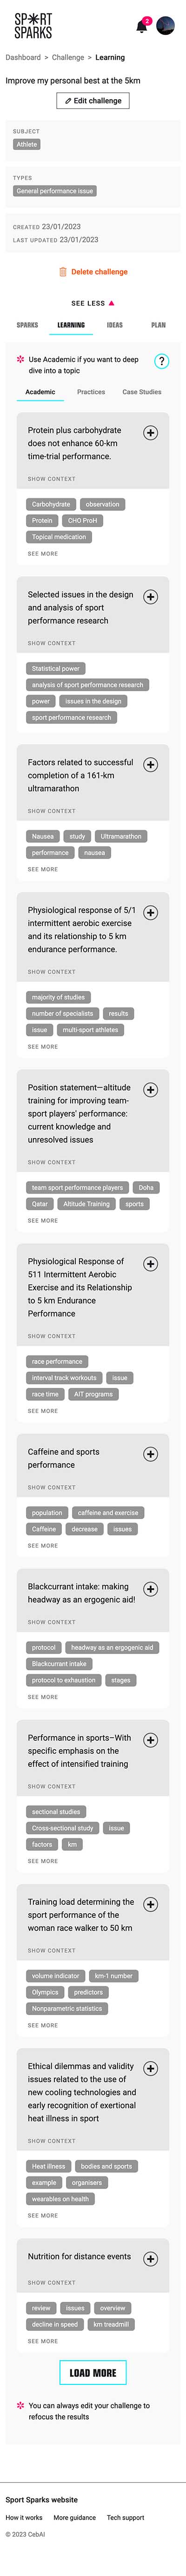 SPORT
SPARKS
2
Dashboard > Challenge > Learning
Improve my personal best at the 5km
Edit challenge
SUBJECT
Athlete
TYPES
General performance issue
CREATED 23/01/2023
LAST UPDATED 23/01/2023
Delete challenge
SEE LESS
SPARKS LEARNING IDEAS PLAN
Use Academic if you want to deep
dive into a topic
?
Academic Practices Case Studies
Protein plus carbohydrate
does not enhance 60-km
time-trial performance.
SHOW CONTEXT
Carbohydrate observation
Protein CHO ProH
Topical medication
SEE MORE
Selected issues in the design
and analysis of sport
performance research
SHOW CONTEXT
Statistical power
analysis of sport performance research
power issues in the design
sport performance research
Factors related to successful
completion of a 161-km
ultramarathon
SHOW CONTEXT
Nausea study Ultramarathon
performance nausea
SEE MORE
Physiological response of 5/1
intermittent aerobic exercise
and its relationship to 5 km
endurance performance.
SHOW CONTEXT
majority of studies
number of specialists results
issue multi-sport athletes
SEE MORE
Position statement—altitude
training for improving team-
sport players' performance:
current knowledge and
unresolved issues
SHOW CONTEXT
team sport performance players Doha
Qatar Altitude Training sports
SEE MORE
Physiological Response of
511 Intermittent Aerobic
Exercise and its Relationship
to 5 km Endurance
Performance
SHOW CONTEXT
race performance
interval track workouts issue
race time AIT programs
SEE MORE
Caffeine and sports
performance
SHOW CONTEXT
population caffeine and exercise
Caffeine decrease issues
SEE MORE
Blackcurrant intake: making
headway as an ergogenic aid!
SHOW CONTEXT
protocol headway as an ergogenic aid
Blackcurrant intake
protocol to exhaustion stages
SEE MORE
Performance in sports–With
specific emphasis on the
effect of intensified training
SHOW CONTEXT
sectional studies
Cross-sectional study issue
factors km
SEE MORE
Training load determining the
sport performance of the
woman race walker to 50 km
SHOW CONTEXT
volume indicator km-1 number
Olympics predictors
Nonparametric statistics
SEE MORE
Ethical dilemmas and validity
issues related to the use of
new cooling technologies and
early recognition of exertional
heat illness in sport
SHOW CONTEXT
Heat illness bodies and sports
example organisers
wearables on health
SEE MORE
Nutrition for distance events
SHOW CONTEXT
review issues overview
decline in speed km treadmill
SEE MORE
LOAD MORE
You can always edit your challenge to
refocus the results
Sport Sparks website
How it works More guidance Tech support
© 2023 CebAI